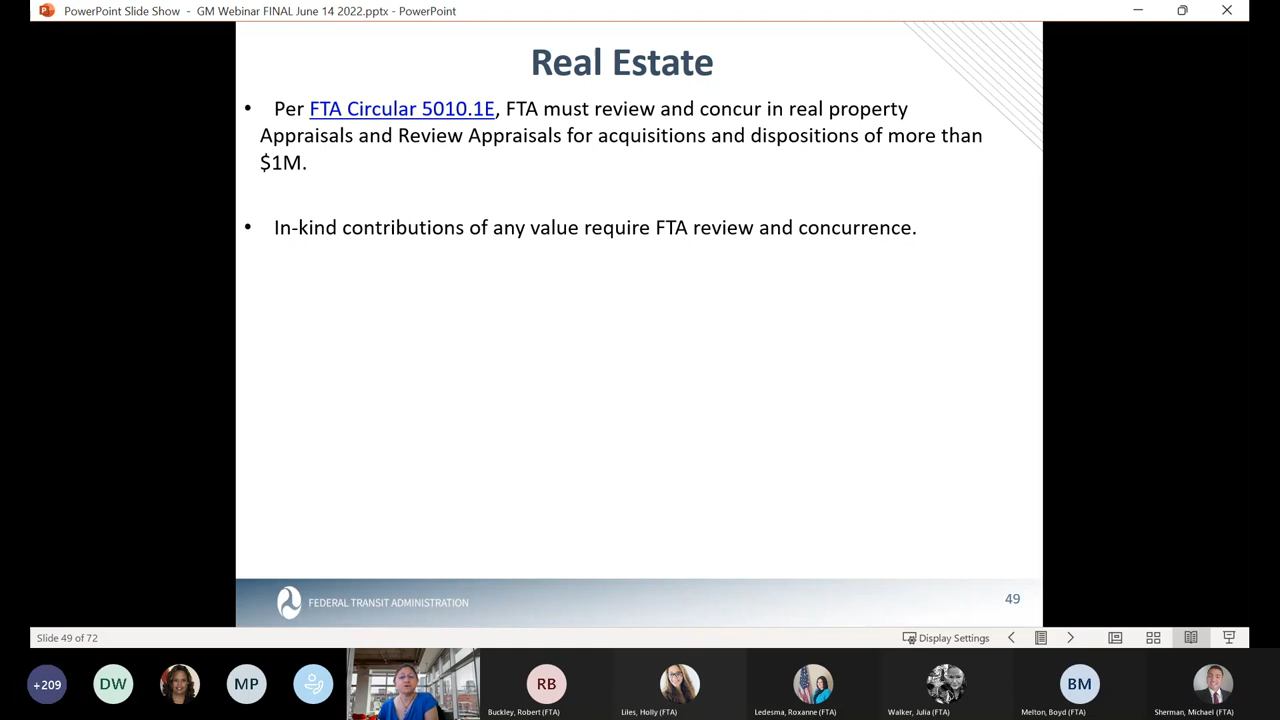 PowerPoint Slide Show - GM Webinar FINAL June 14 2022.pptx - PowerPoint
Real Estate
• Per FTA Circular 5010.1E, FTA must review and concur in real property
Appraisals and Review Appraisals for acquisitions and dispositions of more than
$1M.
• In-kind contributions of any value require FTA review and concurrence.
FEDERAL TRANSIT ADMINISTRATION
49
Slide 49 of 72
Display Settings
+209
DW
MP
RB
BM
Buckley, Robert (FTA)
Liles, Holly (FTA)
Ledesma, Roxanne (FTA)
Walker, Julia (FTA)
Melton, Boyd (FTA)
Sherman, Michael (FTA)